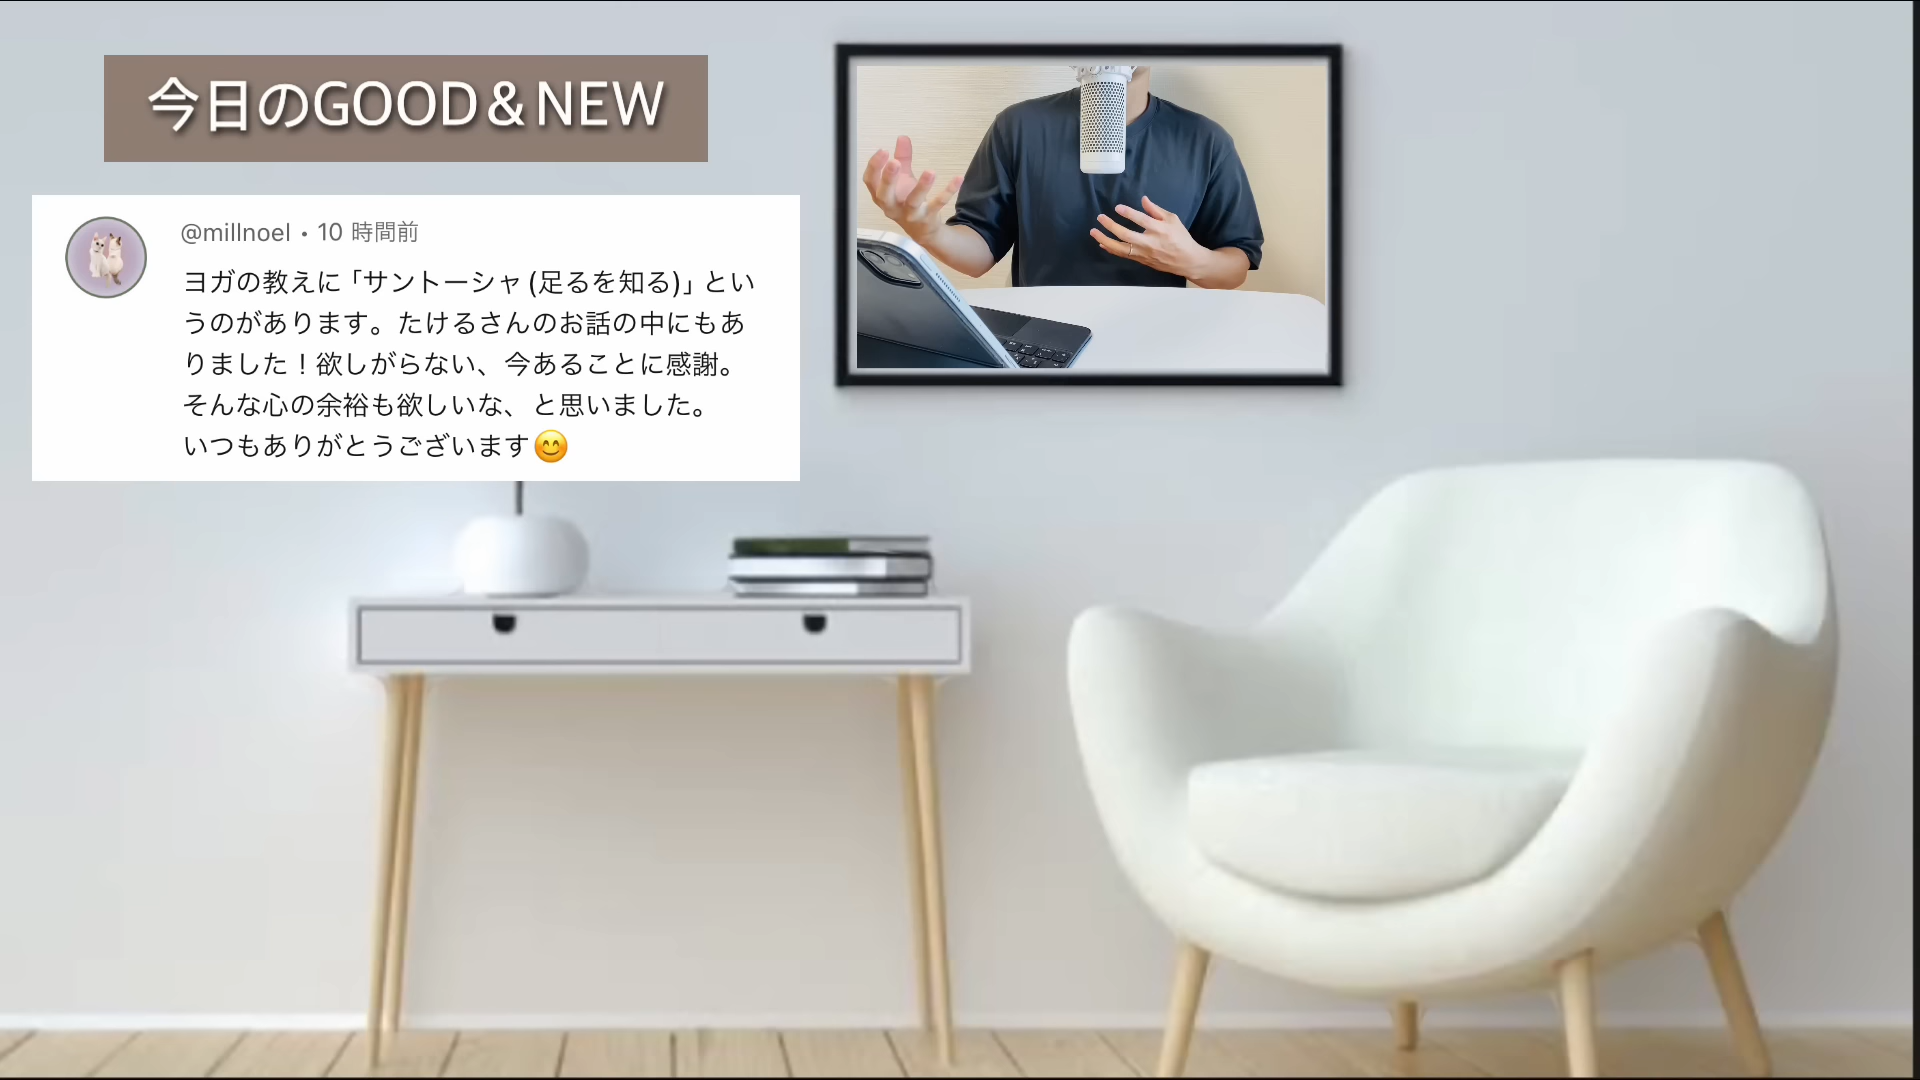 今日のGOOD＆NEW
@millnoel • 10 時間前
ヨガの教えに「サントーシャ (足るを知る)」とい
うのがあります。たけるさんのお話の中にもあ
りました！欲しがらない、今あることに感謝。
そんな心の余裕も欲しいな、と思いました。
いつもありがとうございます😊